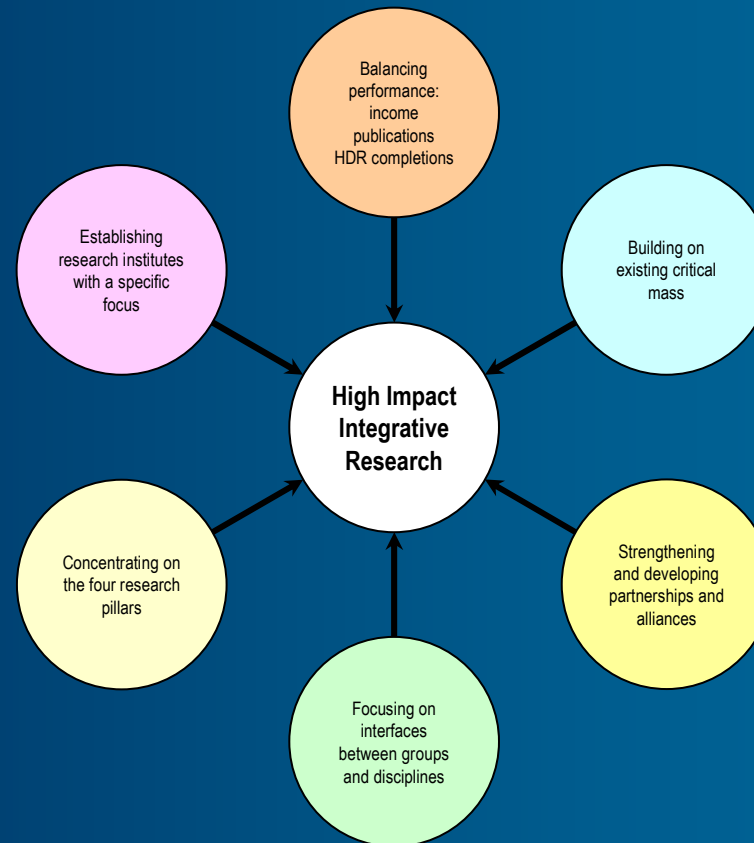 Balancing
performance:
income
publications
HDR completions
Establishing
research institutes
with a specific
focus
Building on
existing critical
mass
High Impact
Integrative
Research
Concentrating on
the four research
pillars
Strengthening
and developing
partnerships and
alliances
Focusing on
interfaces
between groups
and disciplines